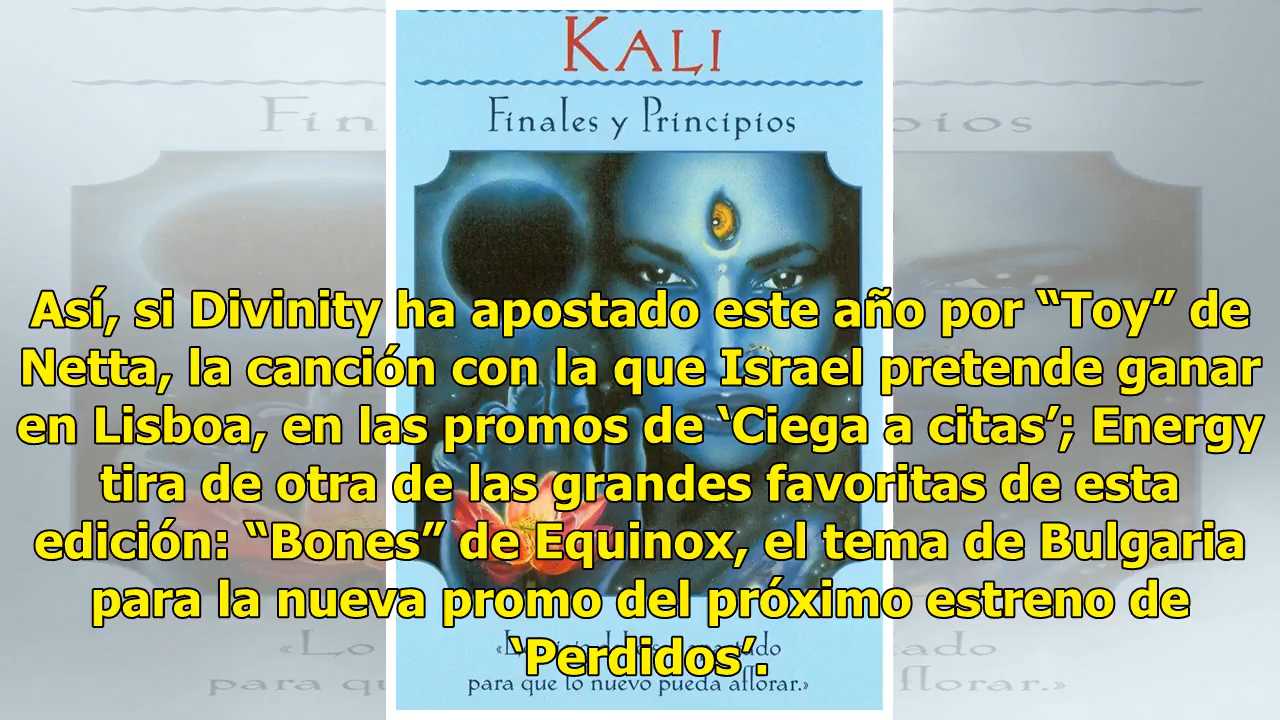 KALI
Finales y Principios
Así, si Divinity ha apostado este año por “Toy” de
Netta, la canción con la que Israel pretende ganar
en Lisboa, en las promos de ‘Ciega a citas’; Energy
tira de otra de las grandes favoritas de esta
edición: “Bones” de Equinox, el tema de Bulgaria
para la nueva promo del próximo estreno de
‘Perdidos’.
para que lo nuevo pueda aflorar.»